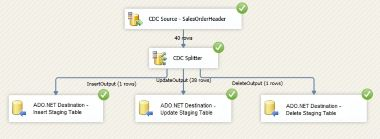 CDC Source - SalesOrderHeader
40 rows
CDC Splitter
InsertOutput (1 rows)
UpdateOutput (38 rows)
DeleteOutput (1 rows)
ADO.NET Destination -
Insert Staging Table
ADO.NET Destination -
Update Staging Table
ADO.NET Destination -
Delete Staging Table